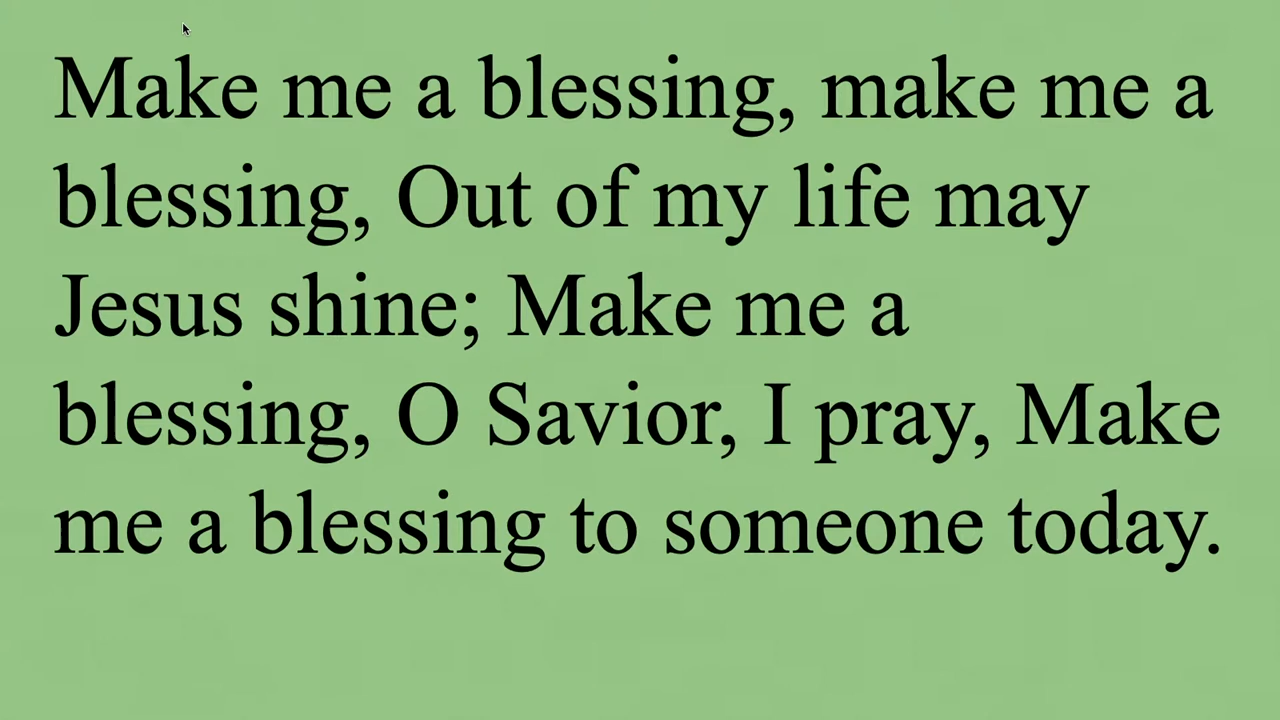 Make me a blessing, make me a
blessing, Out of my life may
Jesus shine; Make me a
blessing, O Savior, I pray, Make
me a blessing to someone today.